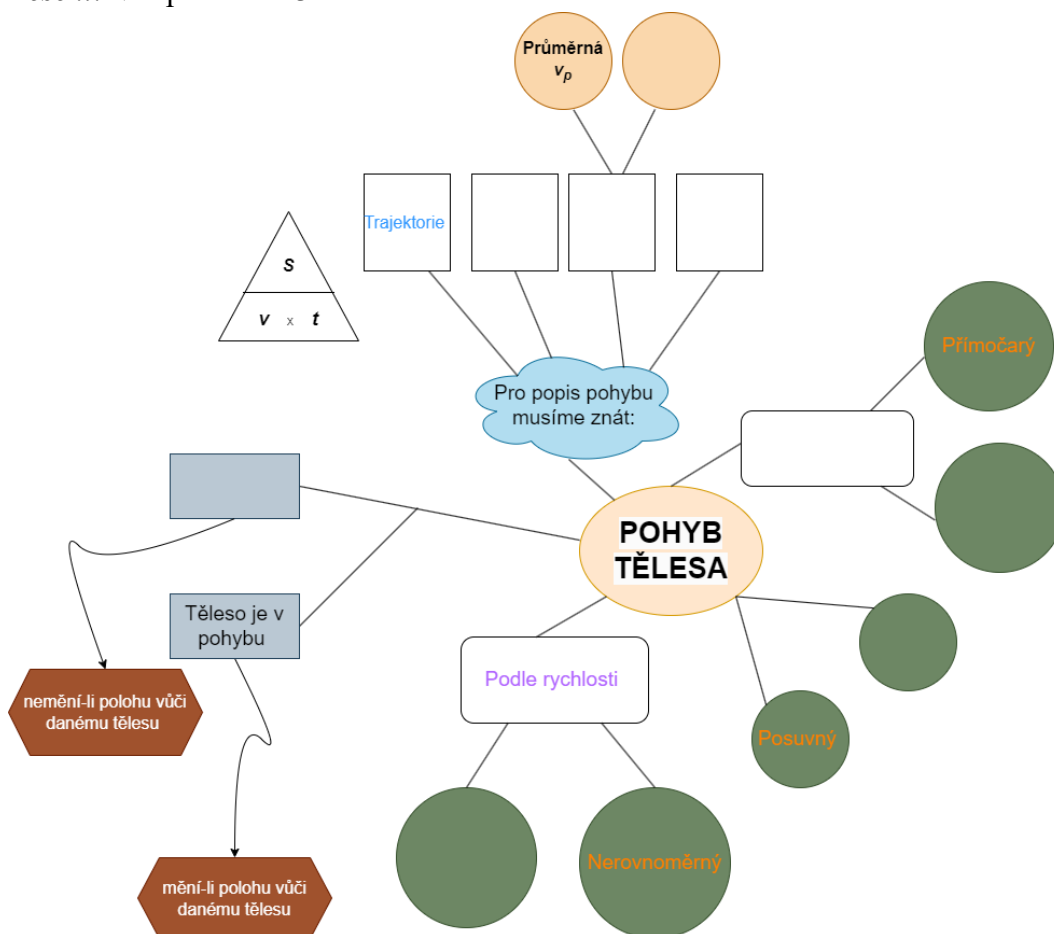 Průměrná
vₚ
Trajektorie
s
v x t
Pro popis pohybu
musíme znát:
Přímočarý
POHYB
TĚLESA
Těleso je v
pohybu
Podle rychlosti
nemění-li polohu vůči
danému tělesu
Posuvný
Nerovnoměrný
mění-li polohu vůči
danému tělesu